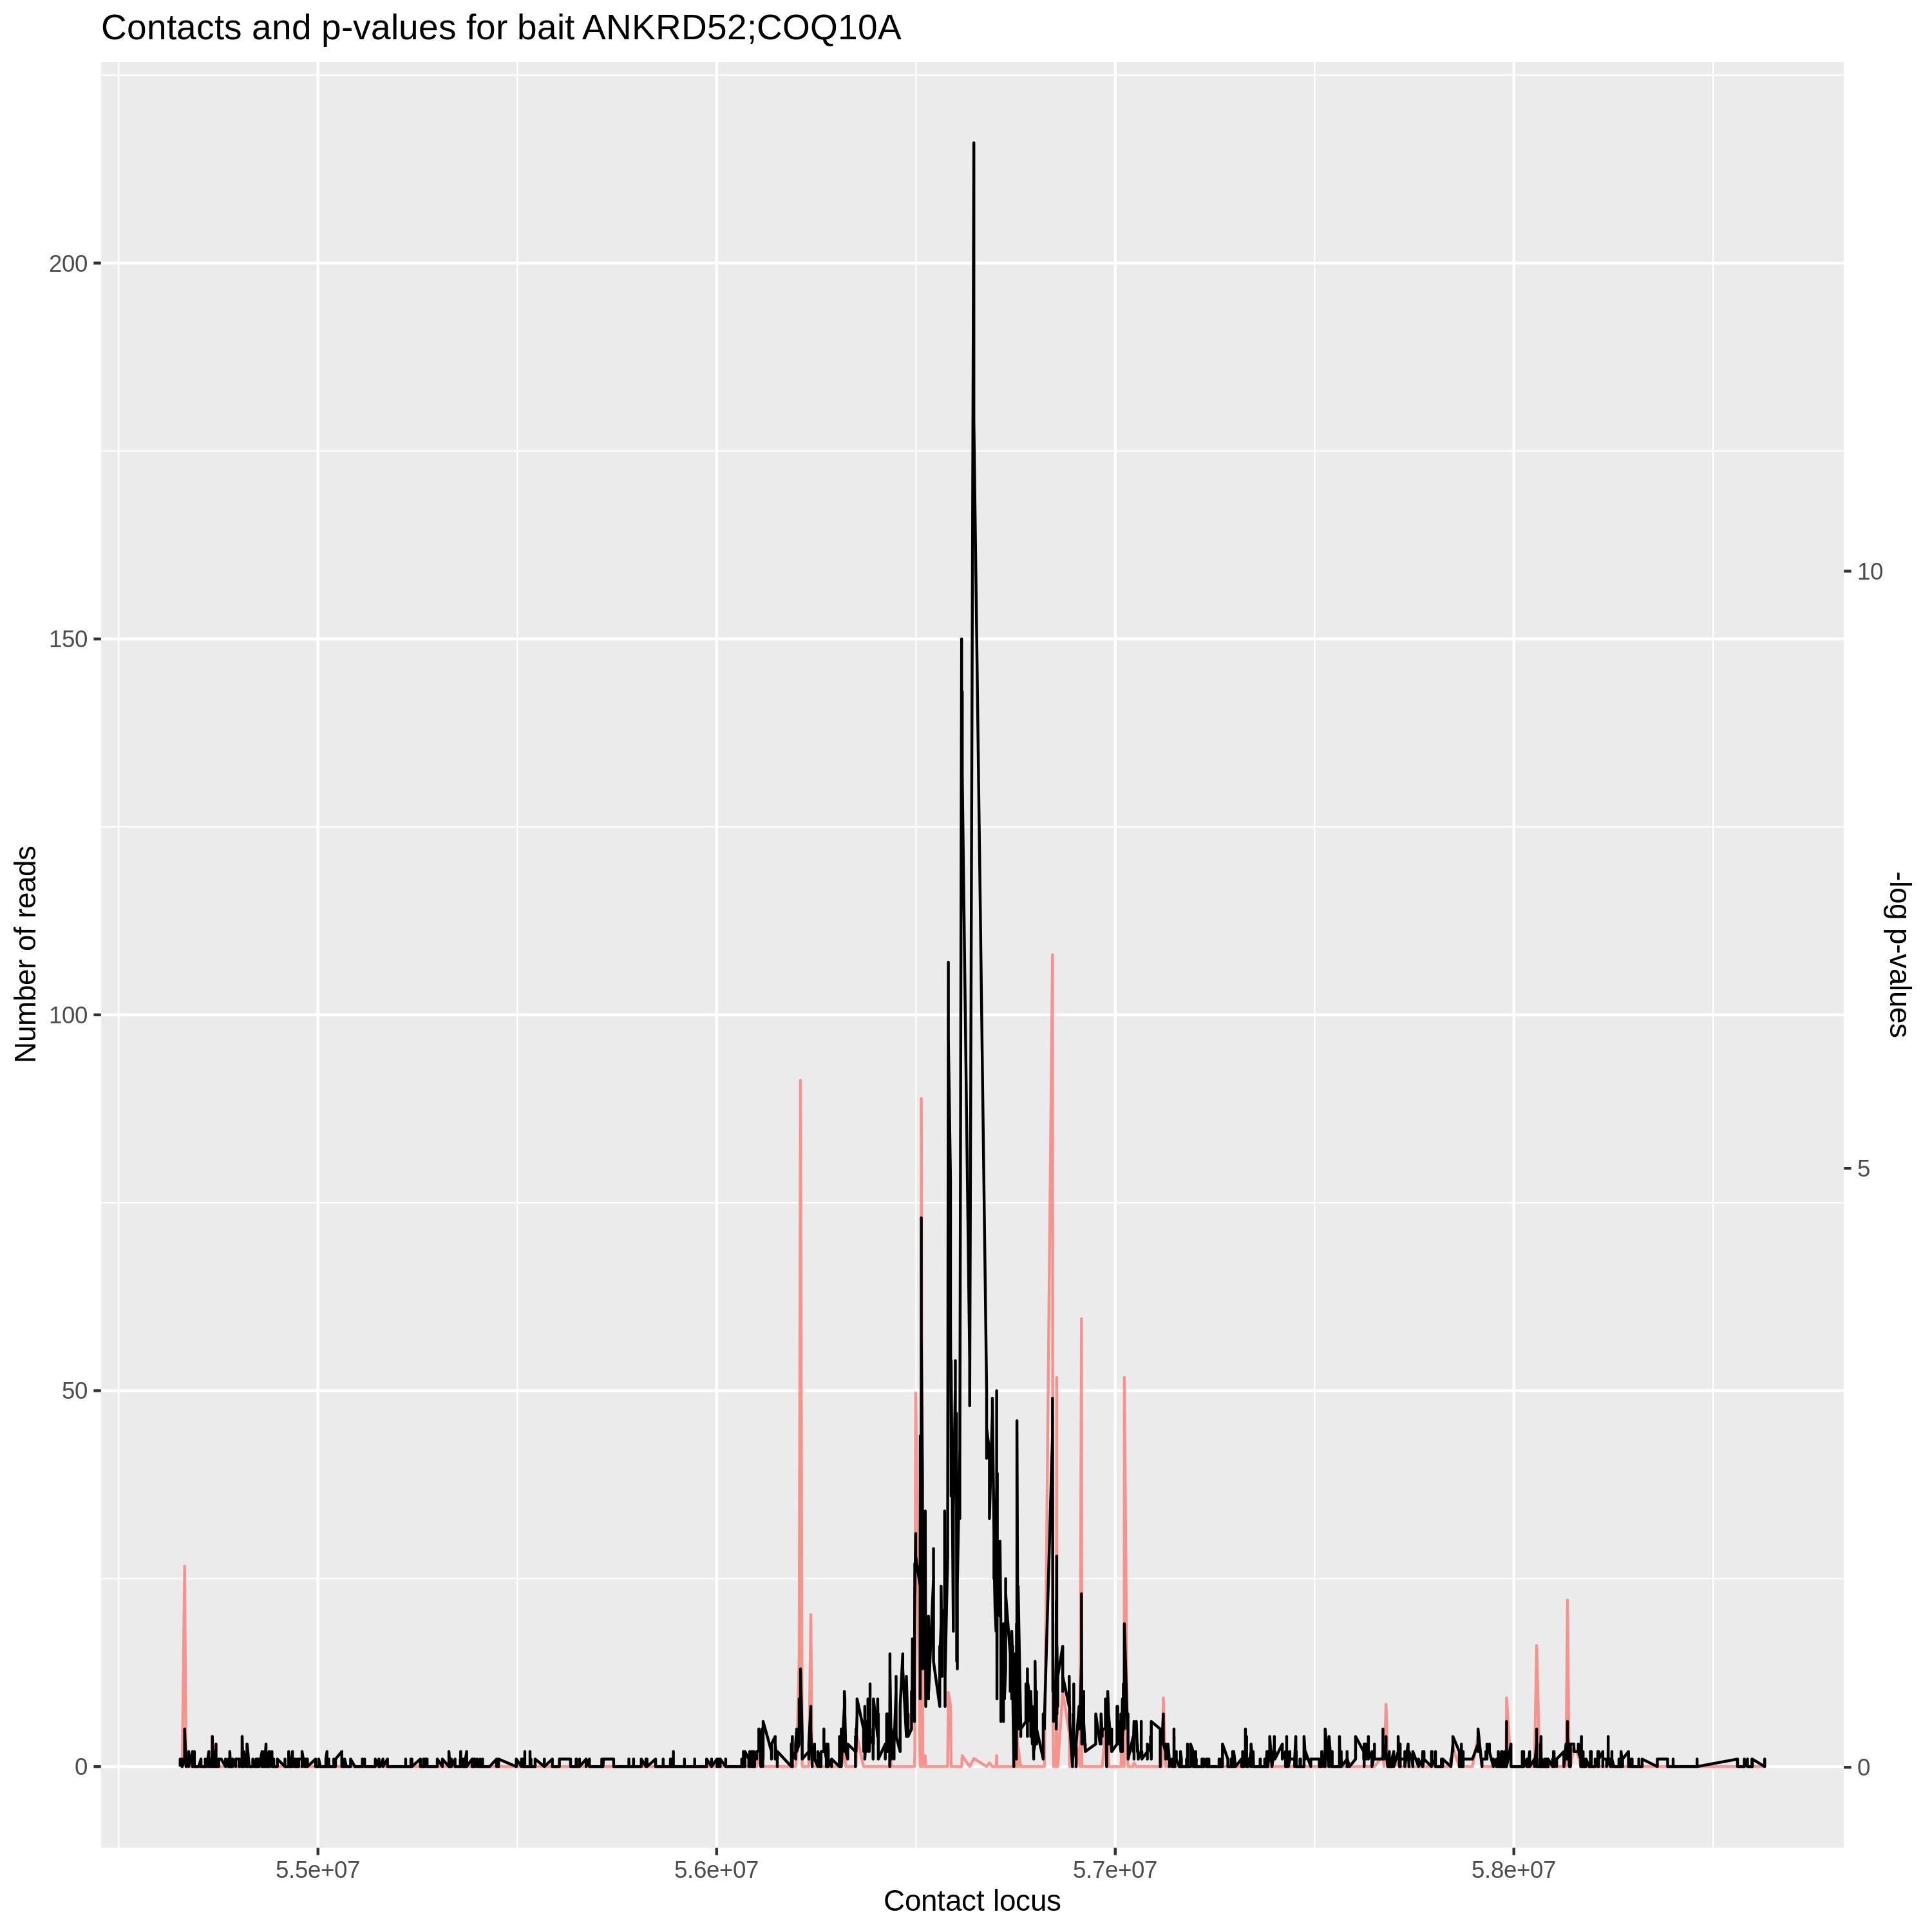 Contacts and p-values for bait ANKRD52;COQ10A
200
150
100
50
0
Number of reads
10
5
0
-log p-values
5.5e+07
5.6e+07
5.7e+07
5.8e+07
Contact locus